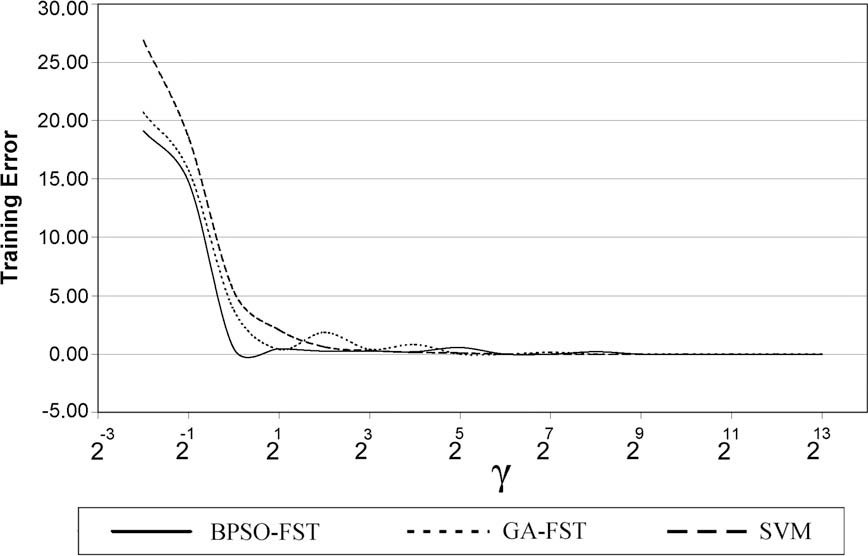 30.00
25.00
20.00
15.00
10.00
5.00
0.00
-5.00
Training Error
2^-3 2^-1 2^1 2^3 2^5 2^7 2^9 2^11 2^13
γ
BPSO-FST GA-FST SVM